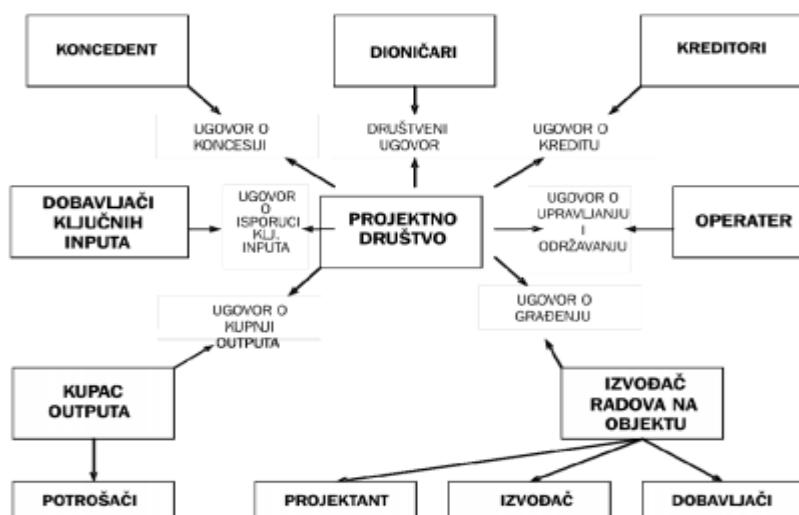 KONCEDENT
DIONIČARI
KREDITORI
UGOVOR O
KONCESIJI
DRUŠTVENI
UGOVOR
UGOVOR O
KREDITU
DOBAVLJAČI
KLJUČNIH
INPUTA
UGOVOR
O
ISPORUCI
KLJ.
INPUTA
PROJEKTNO
DRUŠTVO
UGOVOR O
UPRAVLJANJU
I
ODRŽAVANJU
OPERATER
UGOVOR O
KUPNJI
OUTPUTA
UGOVOR O
GRAĐENJU
KUPAC
OUTPUTA
IZVOĐAČ
RADOVA NA
OBJEKTU
POTROŠAČI
PROJEKTANT
IZVOĐAČ
DOBAVLJAČI